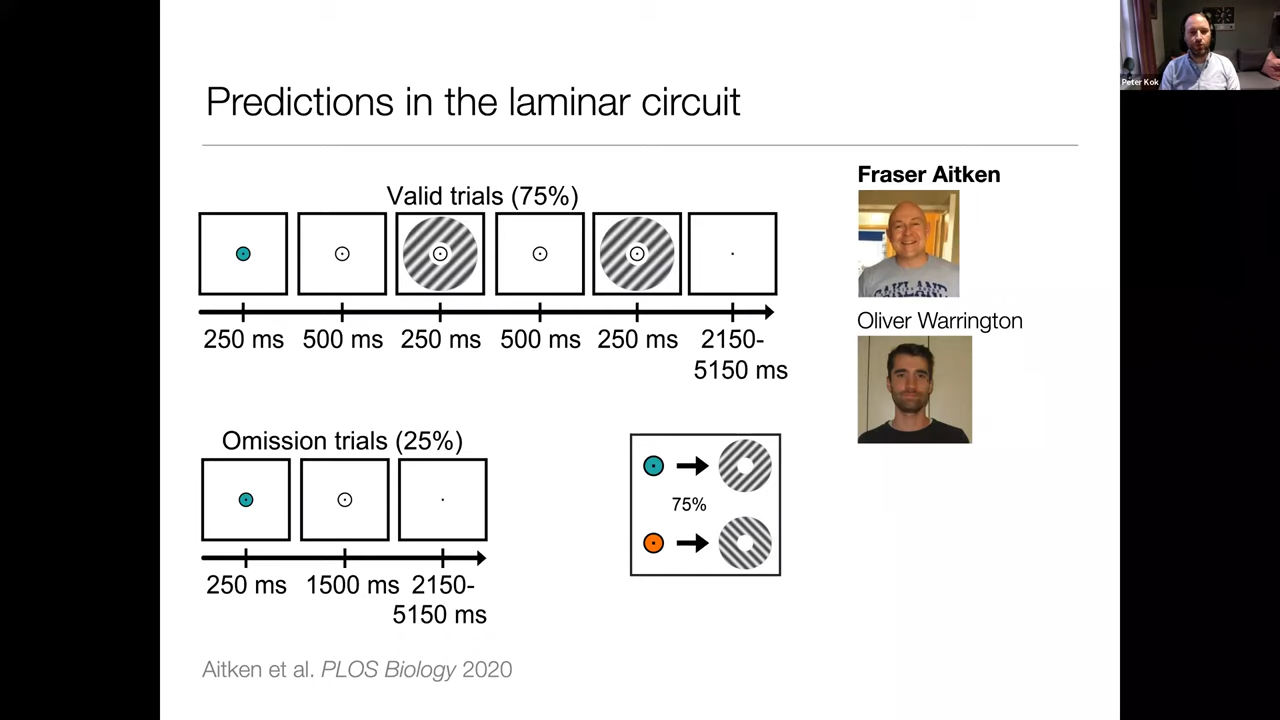 Peter Kok
Predictions in the laminar circuit
Valid trials (75%)
250 ms 500 ms 250 ms 500 ms 250 ms 2150-
5150 ms
Fraser Aitken
Oliver Warrington
Omission trials (25%)
250 ms 1500 ms 2150-
5150 ms
75%
Aitken et al. PLOS Biology 2020